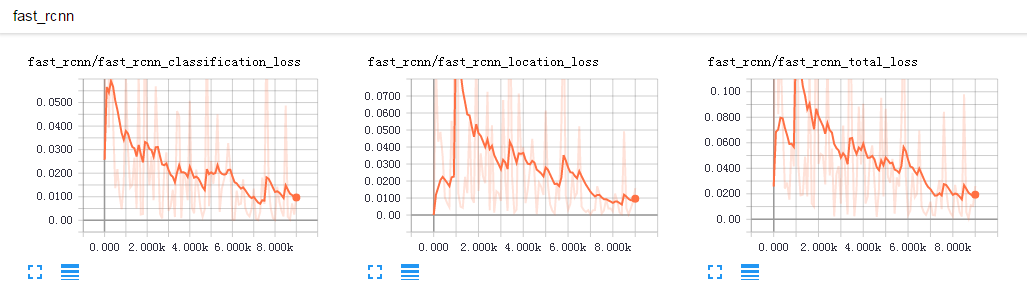 fast_rcnn
fast_rcnn/fast_rcnn_classification_loss
0.0500
0.0400
0.0300
0.0200
0.0100
0.00
0.000 2.000k 4.000k 6.000k 8.000k
fast_rcnn/fast_rcnn_location_loss
0.0700
0.0600
0.0500
0.0400
0.0300
0.0200
0.0100
0.00
0.000 2.000k 4.000k 6.000k 8.000k
fast_rcnn/fast_rcnn_total_loss
0.100
0.0800
0.0600
0.0400
0.0200
0.00
0.000 2.000k 4.000k 6.000k 8.000k